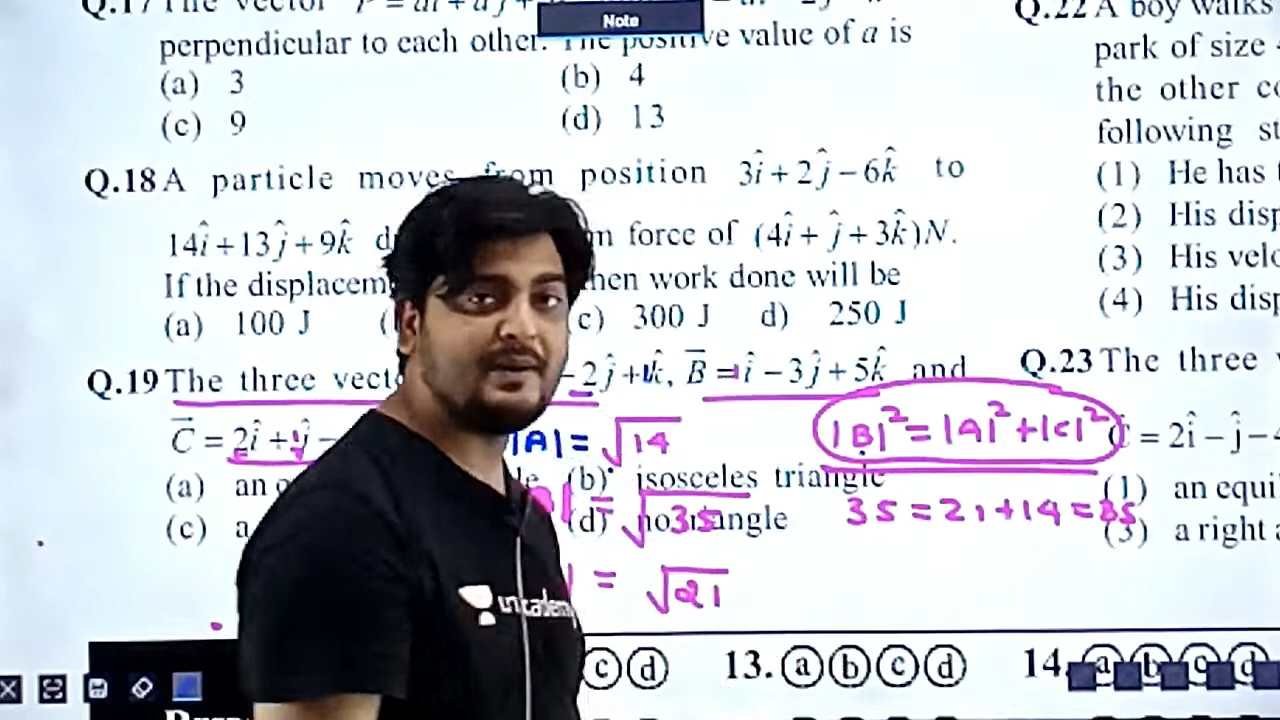 Q.17 The vector
Note
perpendicular to each other. The positive value of a is
(a) 3 (b) 4
(c) 9 (d) 13
Q.18 A particle moves from position 3î + 2ĵ − 6k̂ to
14î + 13ĵ + 9k̂ force of (4î + ĵ + 3k̂)N.
If the displacem hen work done will be
(a) 100 J ( c) 300 J d) 250 J
Q.19 The three vect −2ĵ + k̂, B⃗ = î − 3ĵ + 5k̂ and
C⃗ = 2î + ĵ − |A| = √14 |B|² = |A|² + |C|²
(a) an (b) isosceles triangle
(c) a (d) no triangle
= √35 35 = 21 + 14 = 35
= √21
unacademy
c d 13. a b c d 14. a b c d
Q.22 A boy walks
park of size
the other co
following st
(1) He has
(2) His disp
(3) His velo
(4) His disp
Q.23 The three
= 2î − ĵ −
(1) an equi
(3) a right